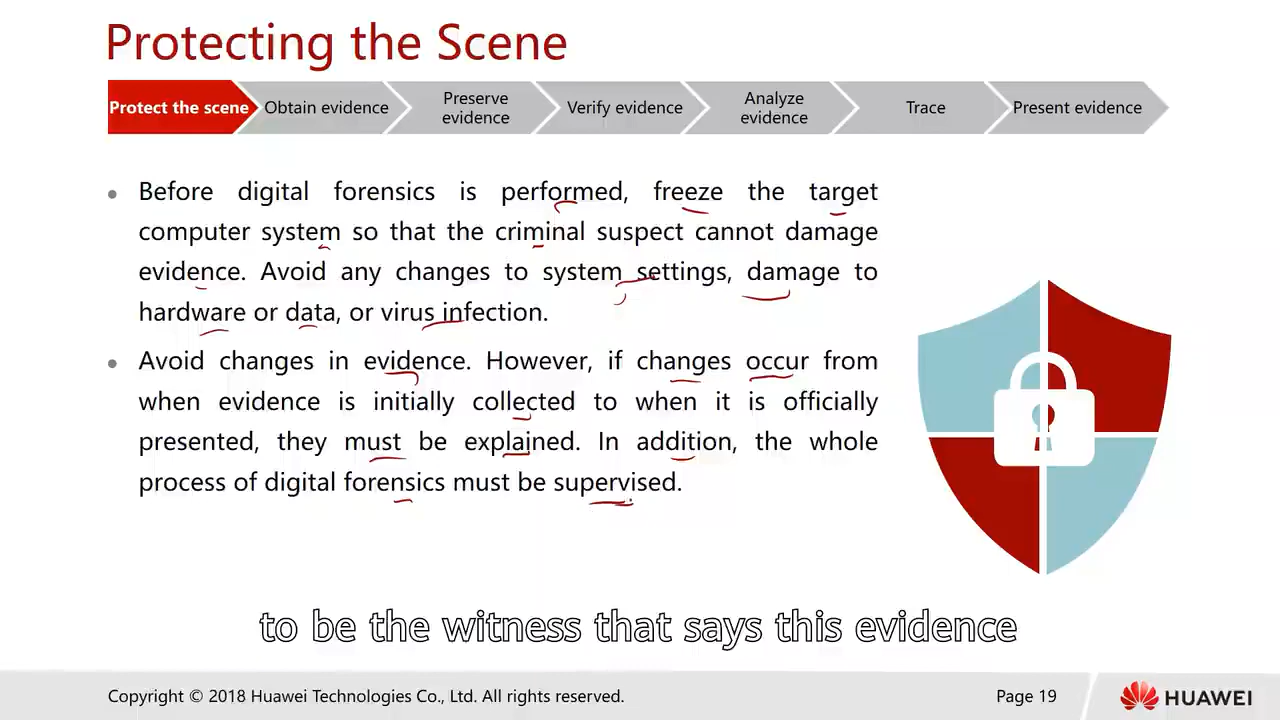 Protecting the Scene
Protect the scene
Obtain evidence
Preserve
evidence
Verify evidence
Analyze
evidence
Trace
Present evidence
Before digital forensics is performed, freeze the target
computer system so that the criminal suspect cannot damage
evidence. Avoid any changes to system settings, damage to
hardware or data, or virus infection.
Avoid changes in evidence. However, if changes occur from
when evidence is initially collected to when it is officially
presented, they must be explained. In addition, the whole
process of digital forensics must be supervised.
to be the witness that says this evidence
Copyright © 2018 Huawei Technologies Co., Ltd. All rights reserved.
Page 19
HUAWEI